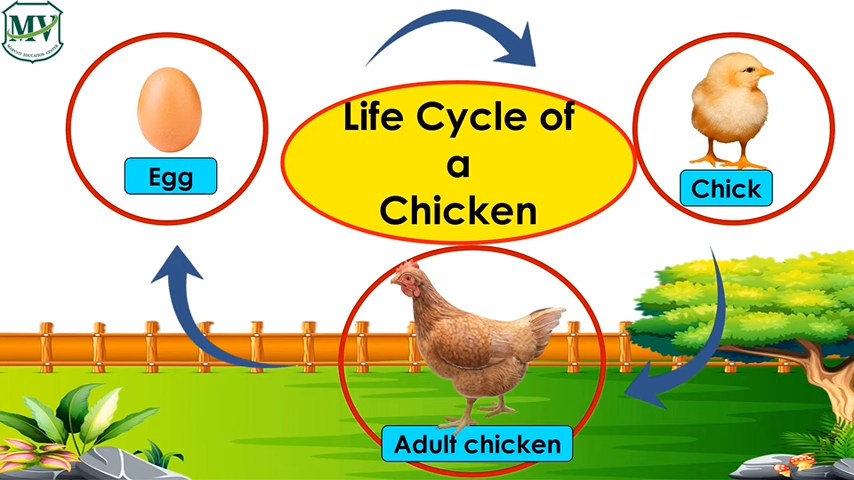 MV
Life Cycle of
a
Chicken
Egg
Chick
Adult chicken